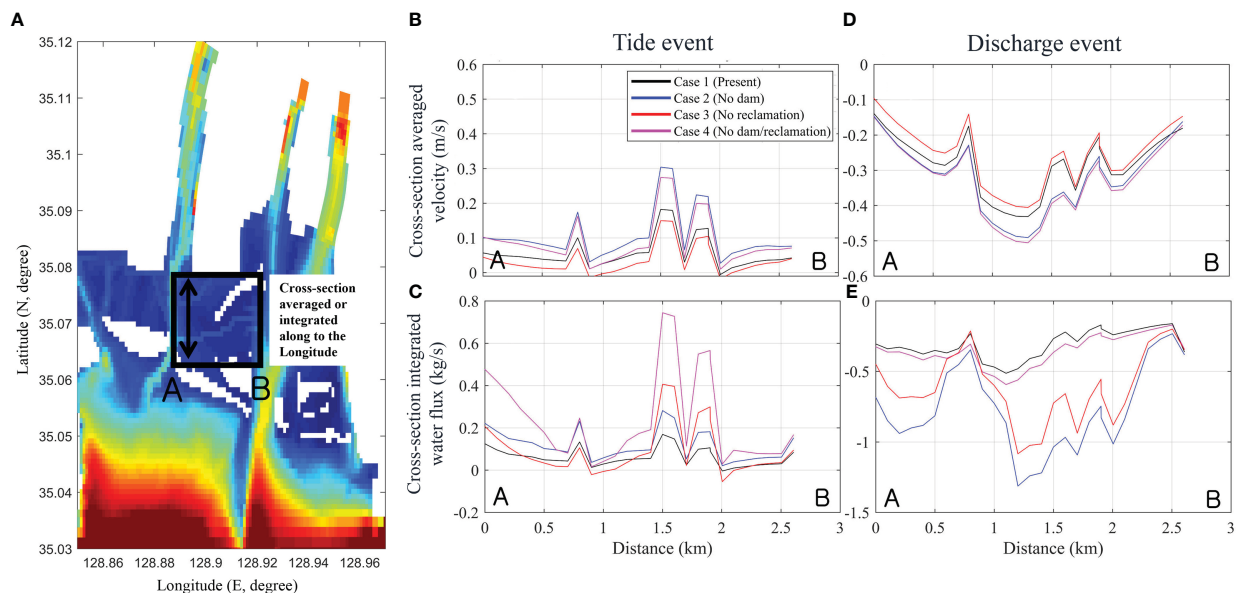 A
35.12
35.11
35.1
35.09
35.08
35.07
35.06
35.05
35.04
35.03
Latitude (N, degree)
128.86
128.88
128.9
128.92
128.94
128.96
Longitude (E, degree)
Cross-section
averaged or
integrated
along to the
Longitude
A
B
B
Tide event
0.6
0.5
0.4
0.3
0.2
0.1
0
Cross-section averaged
velocity (m/s)
Case 1 (Present)
Case 2 (No dam)
Case 3 (No reclamation)
Case 4 (No dam/reclamation)
A
B
C
0.8
0.6
0.4
0.2
0
-0.2
Cross-section integrated
water flux (kg/s)
A
B
0
0.5
1
1.5
2
2.5
3
Distance (km)
D
Discharge event
0
-0.1
-0.2
-0.3
-0.4
-0.5
-0.6
A
B
E
0
-0.5
-1
-1.5
A
B
0
0.5
1
1.5
2
2.5
3
Distance (km)